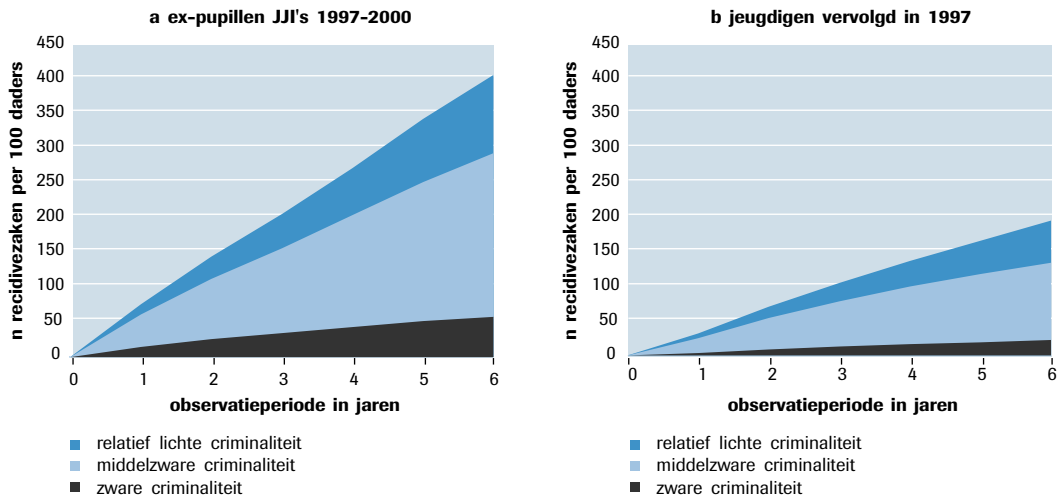 a ex-pupillen JJI's 1997-2000
n recidivezaken per 100 daders
450
400
350
300
250
200
150
100
50
0
0 1 2 3 4 5 6
observatieperiode in jaren
relatief lichte criminaliteit
middelzware criminaliteit
zware criminaliteit
b jeugdigen vervolgd in 1997
n recidivezaken per 100 daders
450
400
350
300
250
200
150
100
50
0
0 1 2 3 4 5 6
observatieperiode in jaren
relatief lichte criminaliteit
middelzware criminaliteit
zware criminaliteit